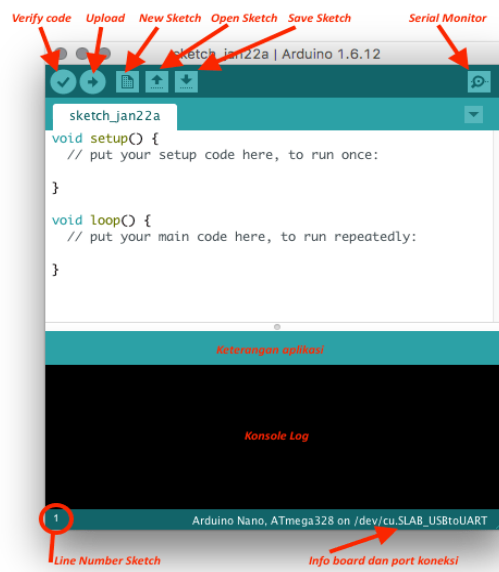 Verify code Upload New Sketch Open Sketch Save Sketch Serial Monitor
sketch_jan22a | Arduino 1.6.12
sketch_jan22a
void setup() {
// put your setup code here, to run once:
}
void loop() {
// put your main code here, to run repeatedly:
}
Keterangan aplikasi
Konsole Log
1
Arduino Nano, ATmega328 on /dev/cu.SLAB_USBtoUART
Line Number Sketch Info board dan port koneksi